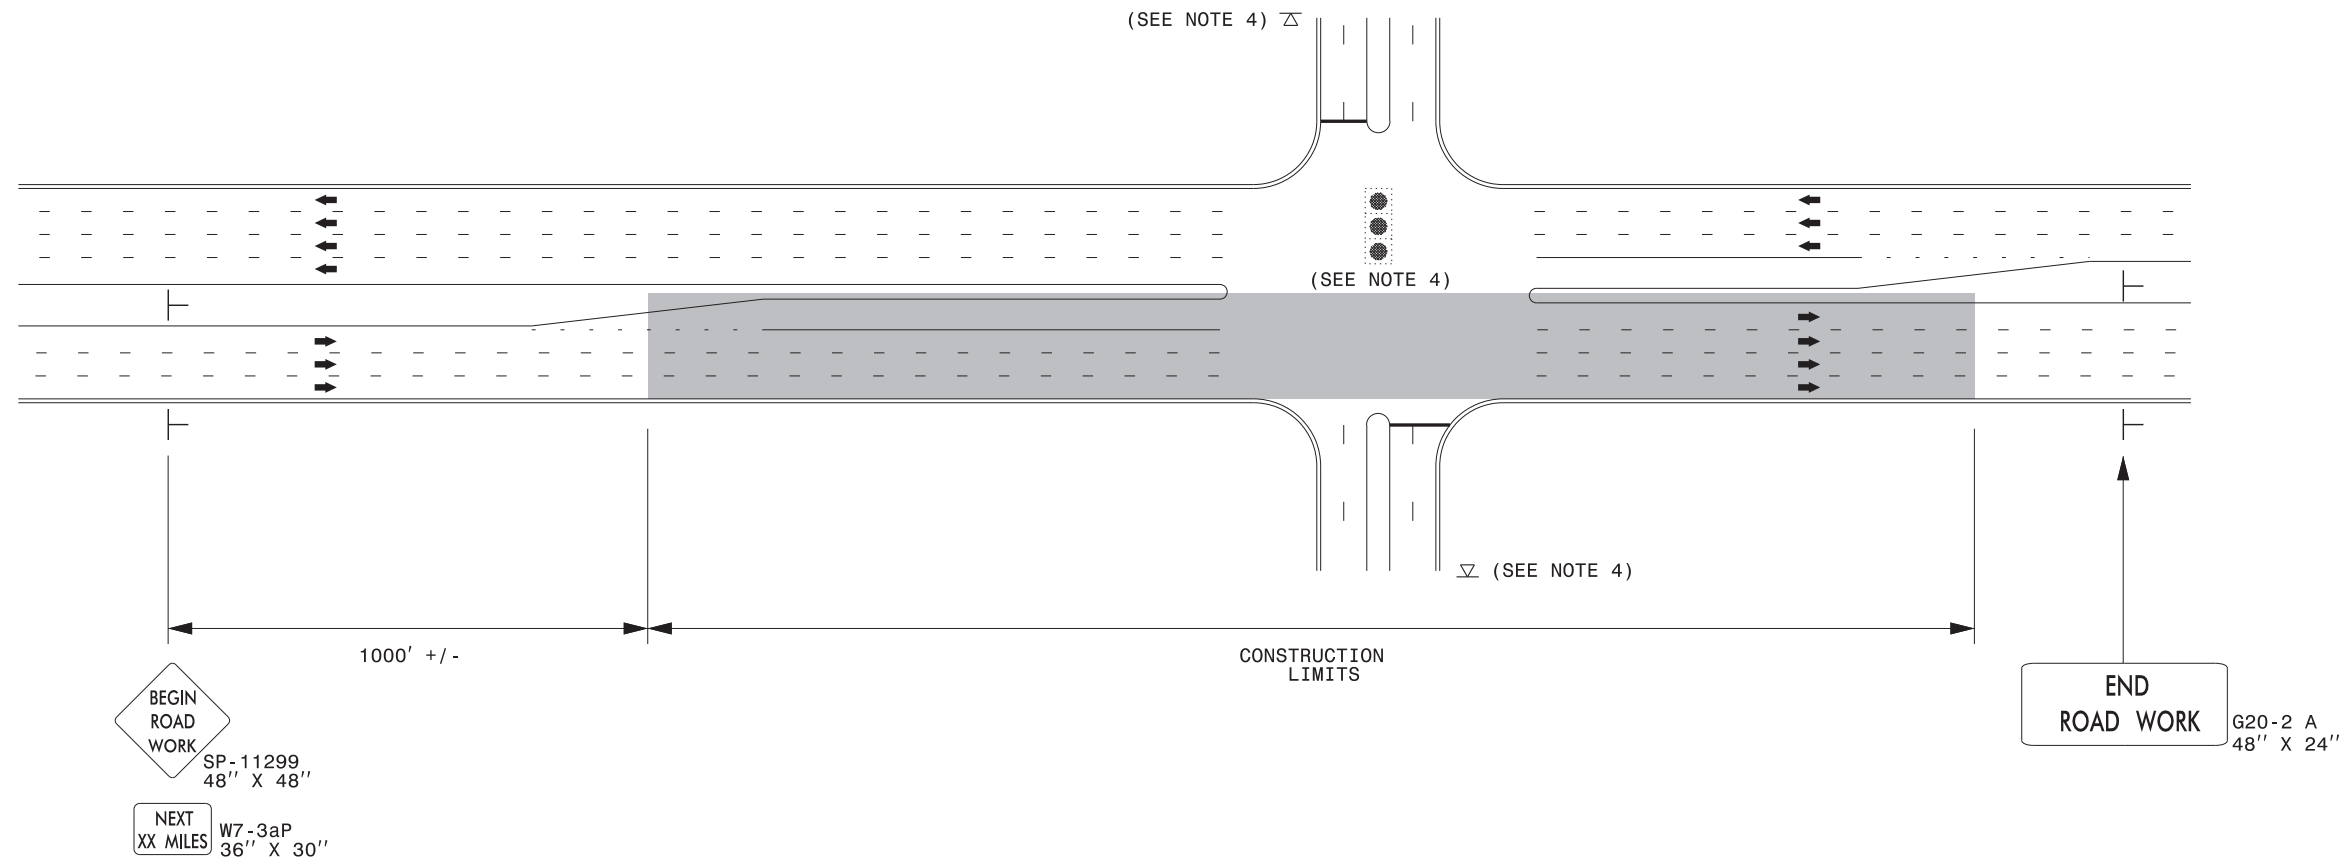 (SEE NOTE 4)
(SEE NOTE 4)
(SEE NOTE 4)
1000' +/-
CONSTRUCTION
LIMITS
BEGIN
ROAD
WORK
SP-11299
48'' X 48''
NEXT
XX MILES
W7-3aP
36'' X 30''
END
ROAD WORK
G20-2 A
48'' X 24''